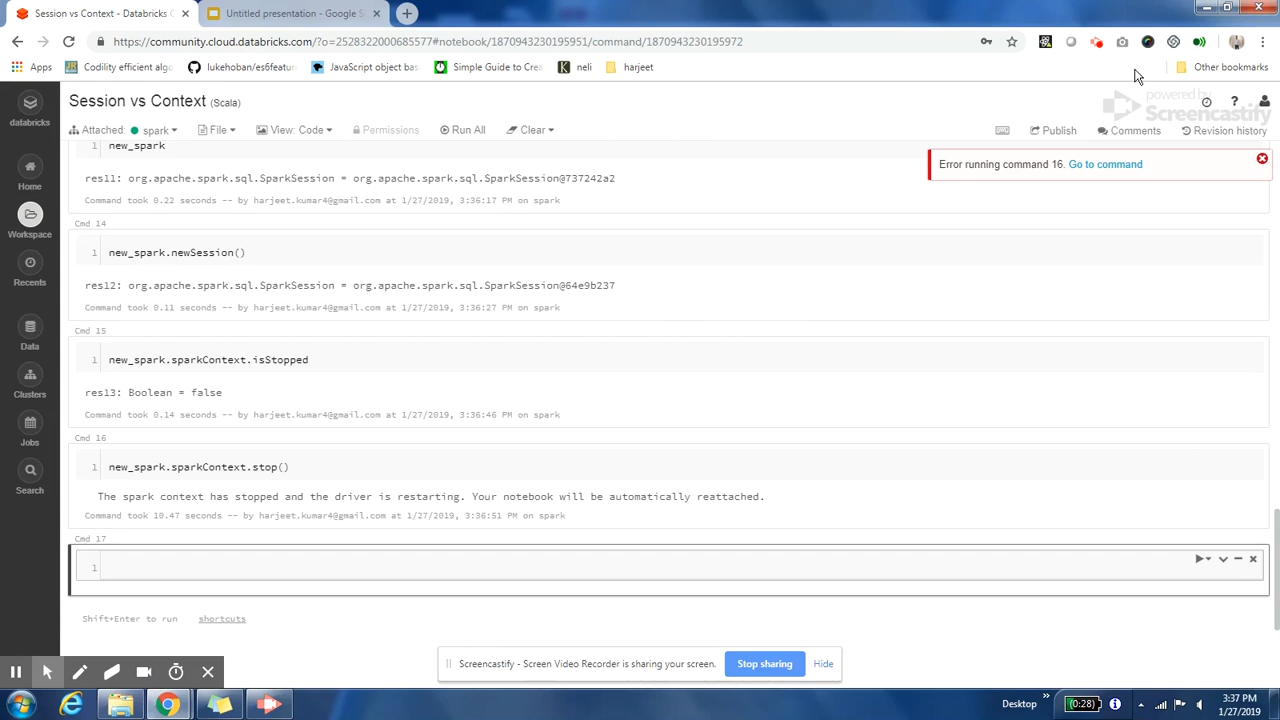 Session vs Context - Databricks C
Untitled presentation - Google S
https://community.cloud.databricks.com/?o=2528322000685577#notebook/1870943230195951/command/1870943230195972
Apps
Codility efficient algo
lukehoban/es6featur
JavaScript object bas
Simple Guide to Crea
neli
harjeet
Other bookmarks
databricks
Home
Workspace
Recents
Data
Clusters
Jobs
Search
Session vs Context (Scala)
powered by
Screencastify
Attached: spark
File
View: Code
Permissions
Run All
Clear
Publish
Comments
Revision history
Error running command 16. Go to command
1 new_spark
res11: org.apache.spark.sql.SparkSession = org.apache.spark.sql.SparkSession@737242a2
Command took 0.22 seconds -- by harjeet.kumar4@gmail.com at 1/27/2019, 3:36:17 PM on spark
Cmd 14
1 new_spark.newSession()
res12: org.apache.spark.sql.SparkSession = org.apache.spark.sql.SparkSession@64e9b237
Command took 0.11 seconds -- by harjeet.kumar4@gmail.com at 1/27/2019, 3:36:27 PM on spark
Cmd 15
1 new_spark.sparkContext.isStopped
res13: Boolean = false
Command took 0.14 seconds -- by harjeet.kumar4@gmail.com at 1/27/2019, 3:36:46 PM on spark
Cmd 16
1 new_spark.sparkContext.stop()
The spark context has stopped and the driver is restarting. Your notebook will be automatically reattached.
Command took 10.47 seconds -- by harjeet.kumar4@gmail.com at 1/27/2019, 3:36:51 PM on spark
Cmd 17
1
Shift+Enter to run shortcuts
Screencastify - Screen Video Recorder is sharing your screen.
Stop sharing
Hide
Desktop
(0:28)
3:37 PM
1/27/2019